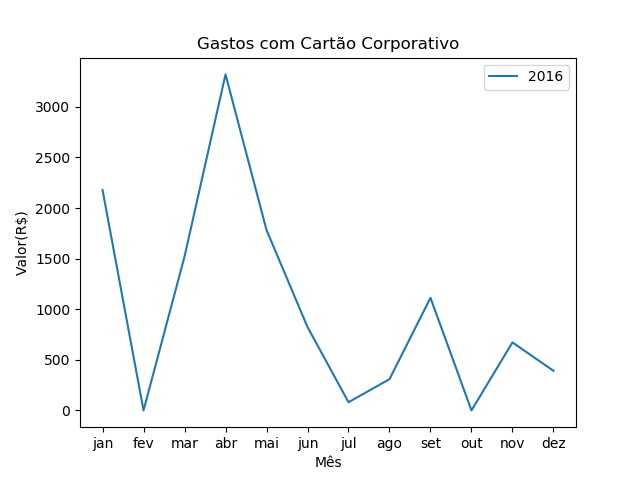 Gastos com Cartão Corporativo
2016
Valor(R$)
3000
2500
2000
1500
1000
500
0
jan fev mar abr mai jun jul ago set out nov dez
Mês